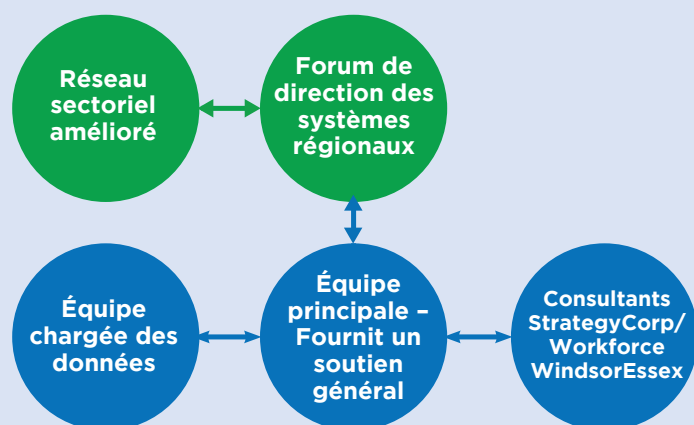 Réseau
sectoriel
amélioré
Forum de
direction des
systèmes
régionaux
Équipe
chargée des
données
Équipe
principale –
Fournit un
soutien
général
Consultants
StrategyCorp/
Workforce
WindsorEssex